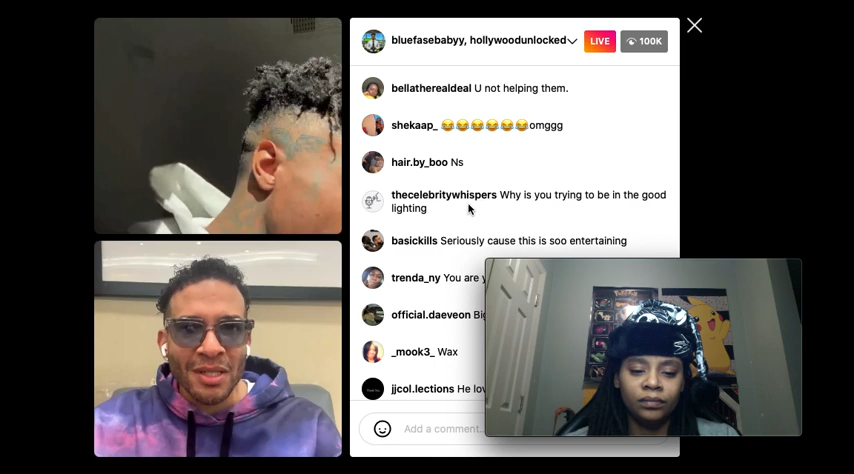 bluefasebabyy, hollywoodunlocked
LIVE
100K
bellatherealdeal U not helping them.
shekaap_ 😂😂😂😂😂😂omggg
hair.by_boo Ns
thecelebritywhispers Why is you trying to be in the good
lighting
basickills Seriously cause this is soo entertaining
trenda_ny You are
official.daeveon
_mook3_ Wax
jjcol.lections He
Add a comment...